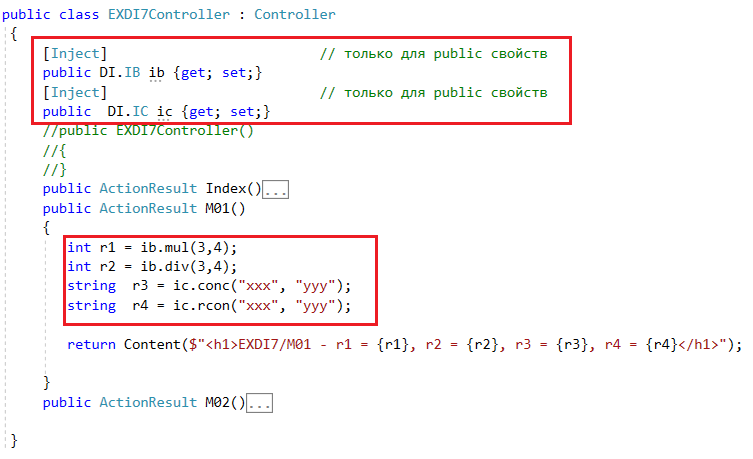 public class EXDI7Controller : Controller
{
[Inject] // только для public свойств
public DI.IB ib {get; set;}
[Inject] // только для public свойств
public DI.IC ic {get; set;}
//public EXDI7Controller()
//{
//}
public ActionResult Index()...
public ActionResult M01()
{
int r1 = ib.mul(3,4);
int r2 = ib.div(3,4);
string r3 = ic.conc("xxx", "yyy");
string r4 = ic.rcon("xxx", "yyy");
return Content($"<h1>EXDI7/M01 - r1 = {r1}, r2 = {r2}, r3 = {r3}, r4 = {r4}</h1>");
}
public ActionResult M02()...
}